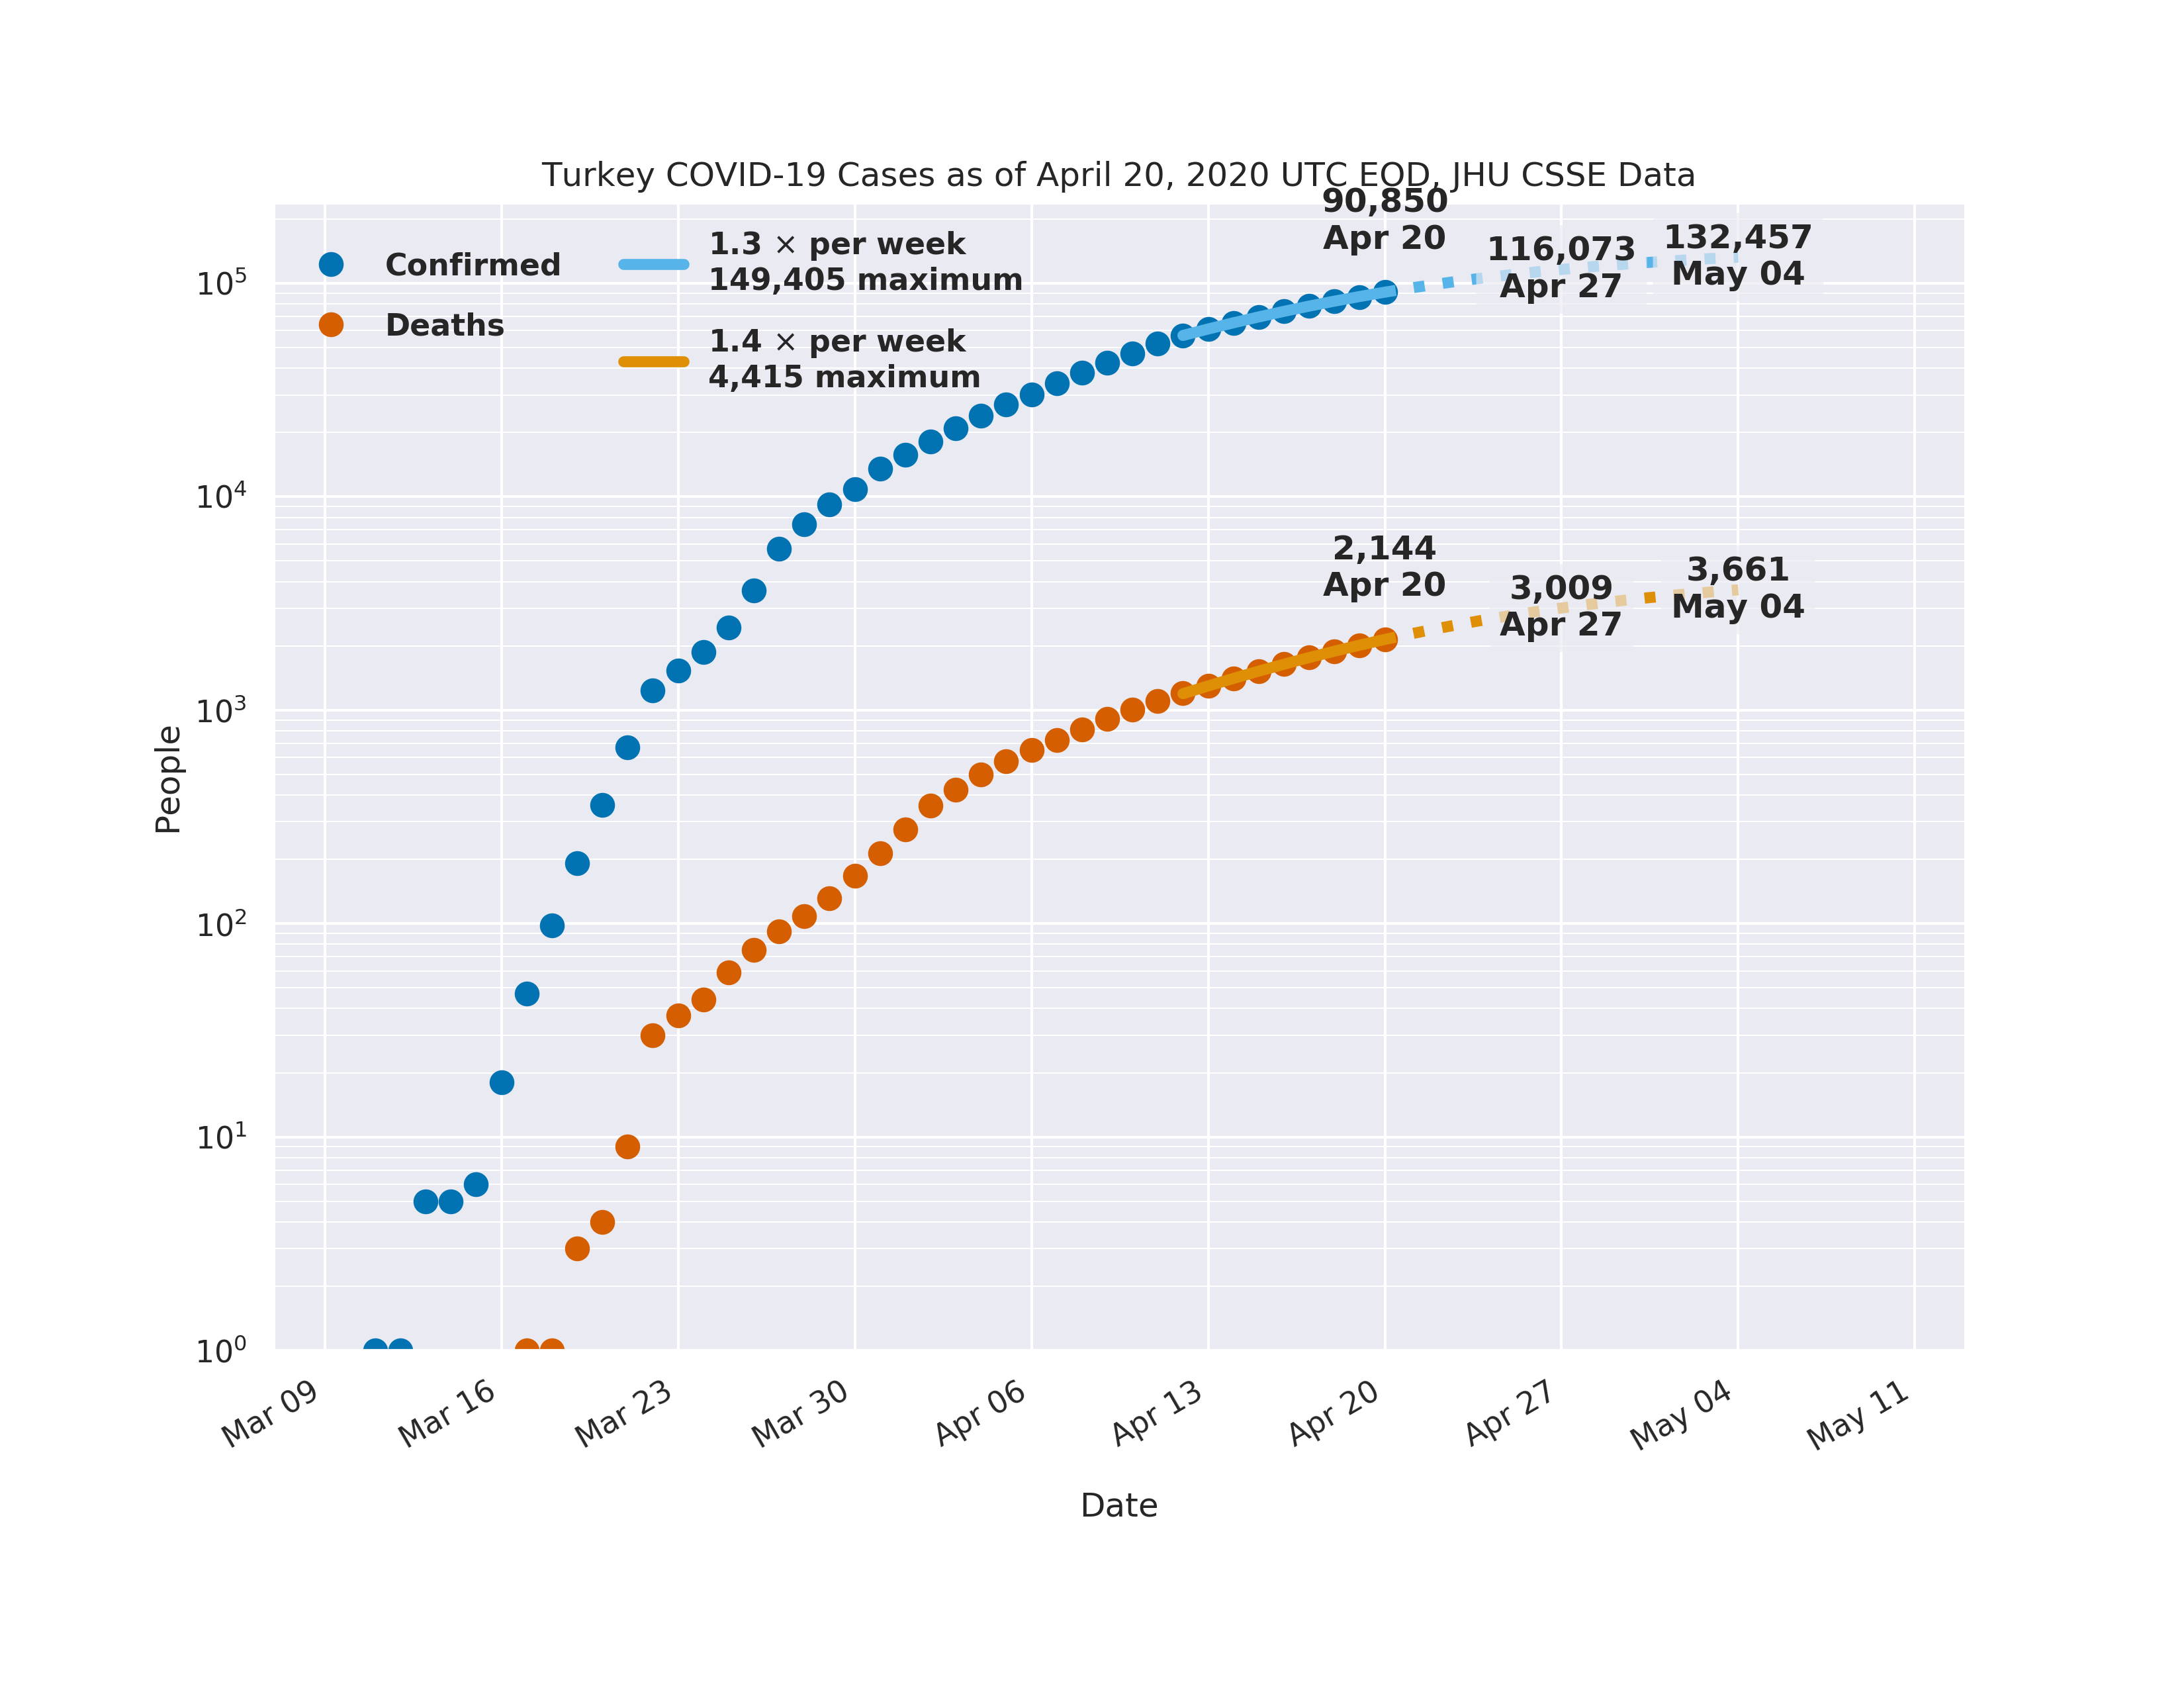 Turkey COVID-19 Cases as of April 20, 2020 UTC EOD, JHU CSSE Data
90,850
Apr 20
116,073
Apr 27
132,457
May 04
Confirmed
Deaths
1.3 × per week
149,405 maximum
1.4 × per week
4,415 maximum
2,144
Apr 20
3,009
Apr 27
3,661
May 04
People
10⁵
10⁴
10³
10²
10¹
10⁰
Mar 09
Mar 16
Mar 23
Mar 30
Apr 06
Apr 13
Apr 20
Apr 27
May 04
May 11
Date